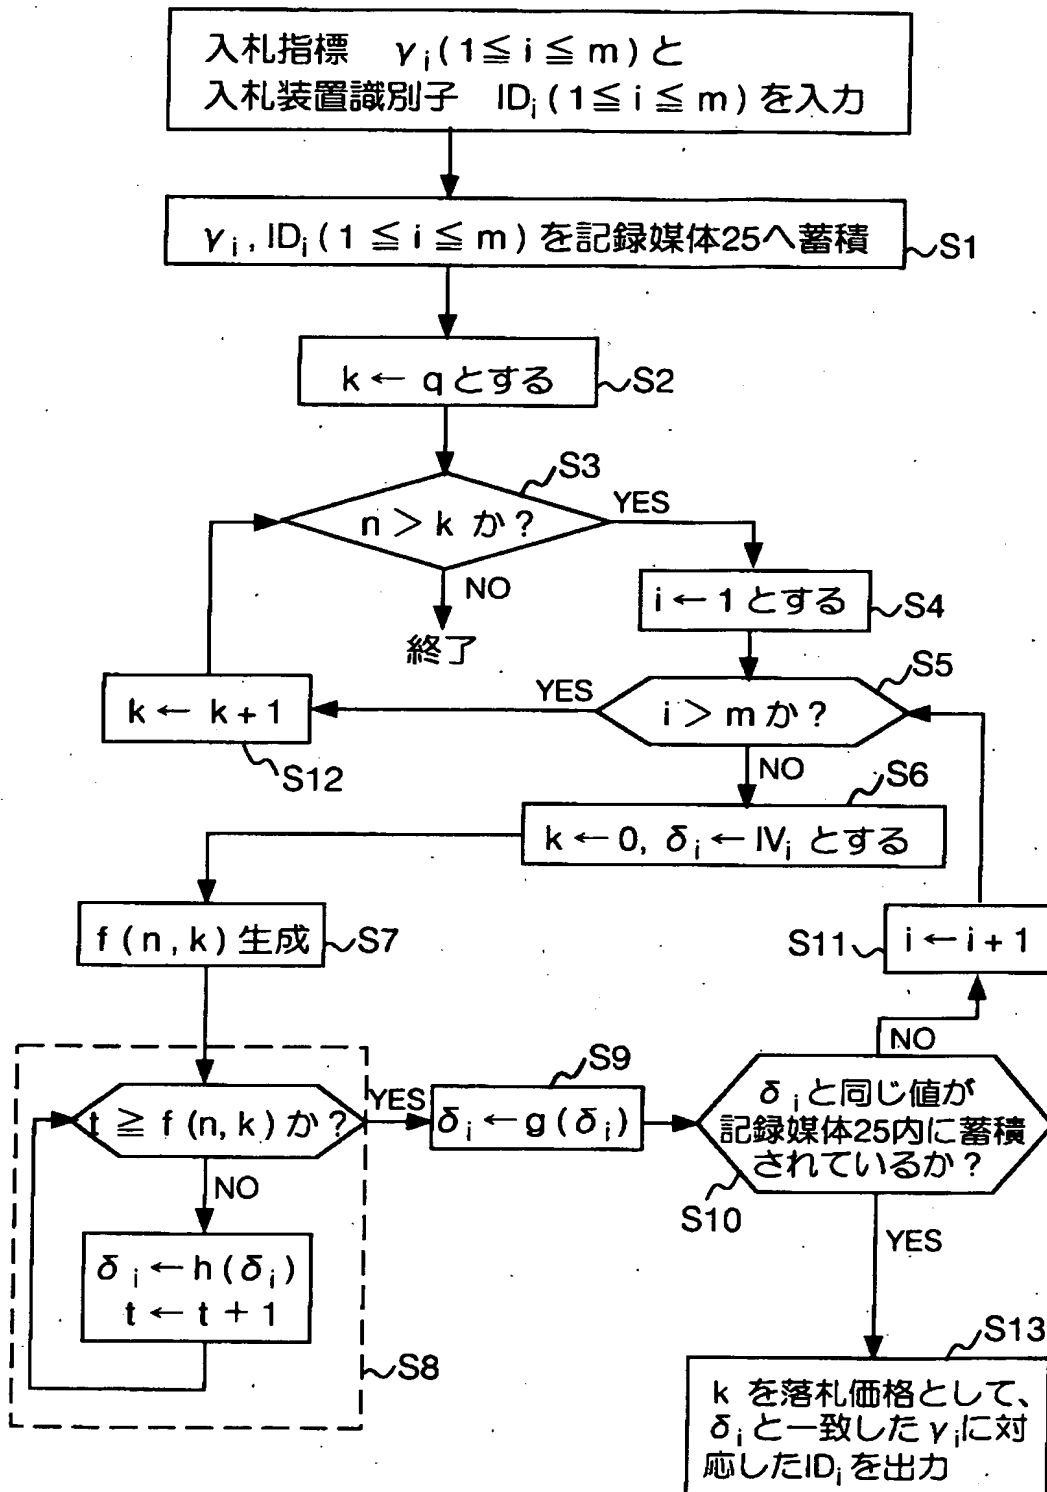 入札指標 γi(1≦i≦m)と
入札装置識別子 IDi(1≦i≦m)を入力
γi, IDi(1≦i≦m)を記録媒体25へ蓄積
S1
k←qとする
S2
S3
n>kか?
YES
NO
終了
i←1とする
S4
S5
i>mか?
YES
NO
k←k+1
S12
S6
k←0, δi←IViとする
f(n,k)生成
S7
S11
i←i+1
NO
t≧f(n,k)か?
YES
S9
δi←g(δi)
δiと同じ値が
記録媒体25内に蓄積
されているか?
S10
YES
NO
δi←h(δi)
t←t+1
S8
S13
kを落札価格として、
δiと一致したγiに対
応したIDiを出力